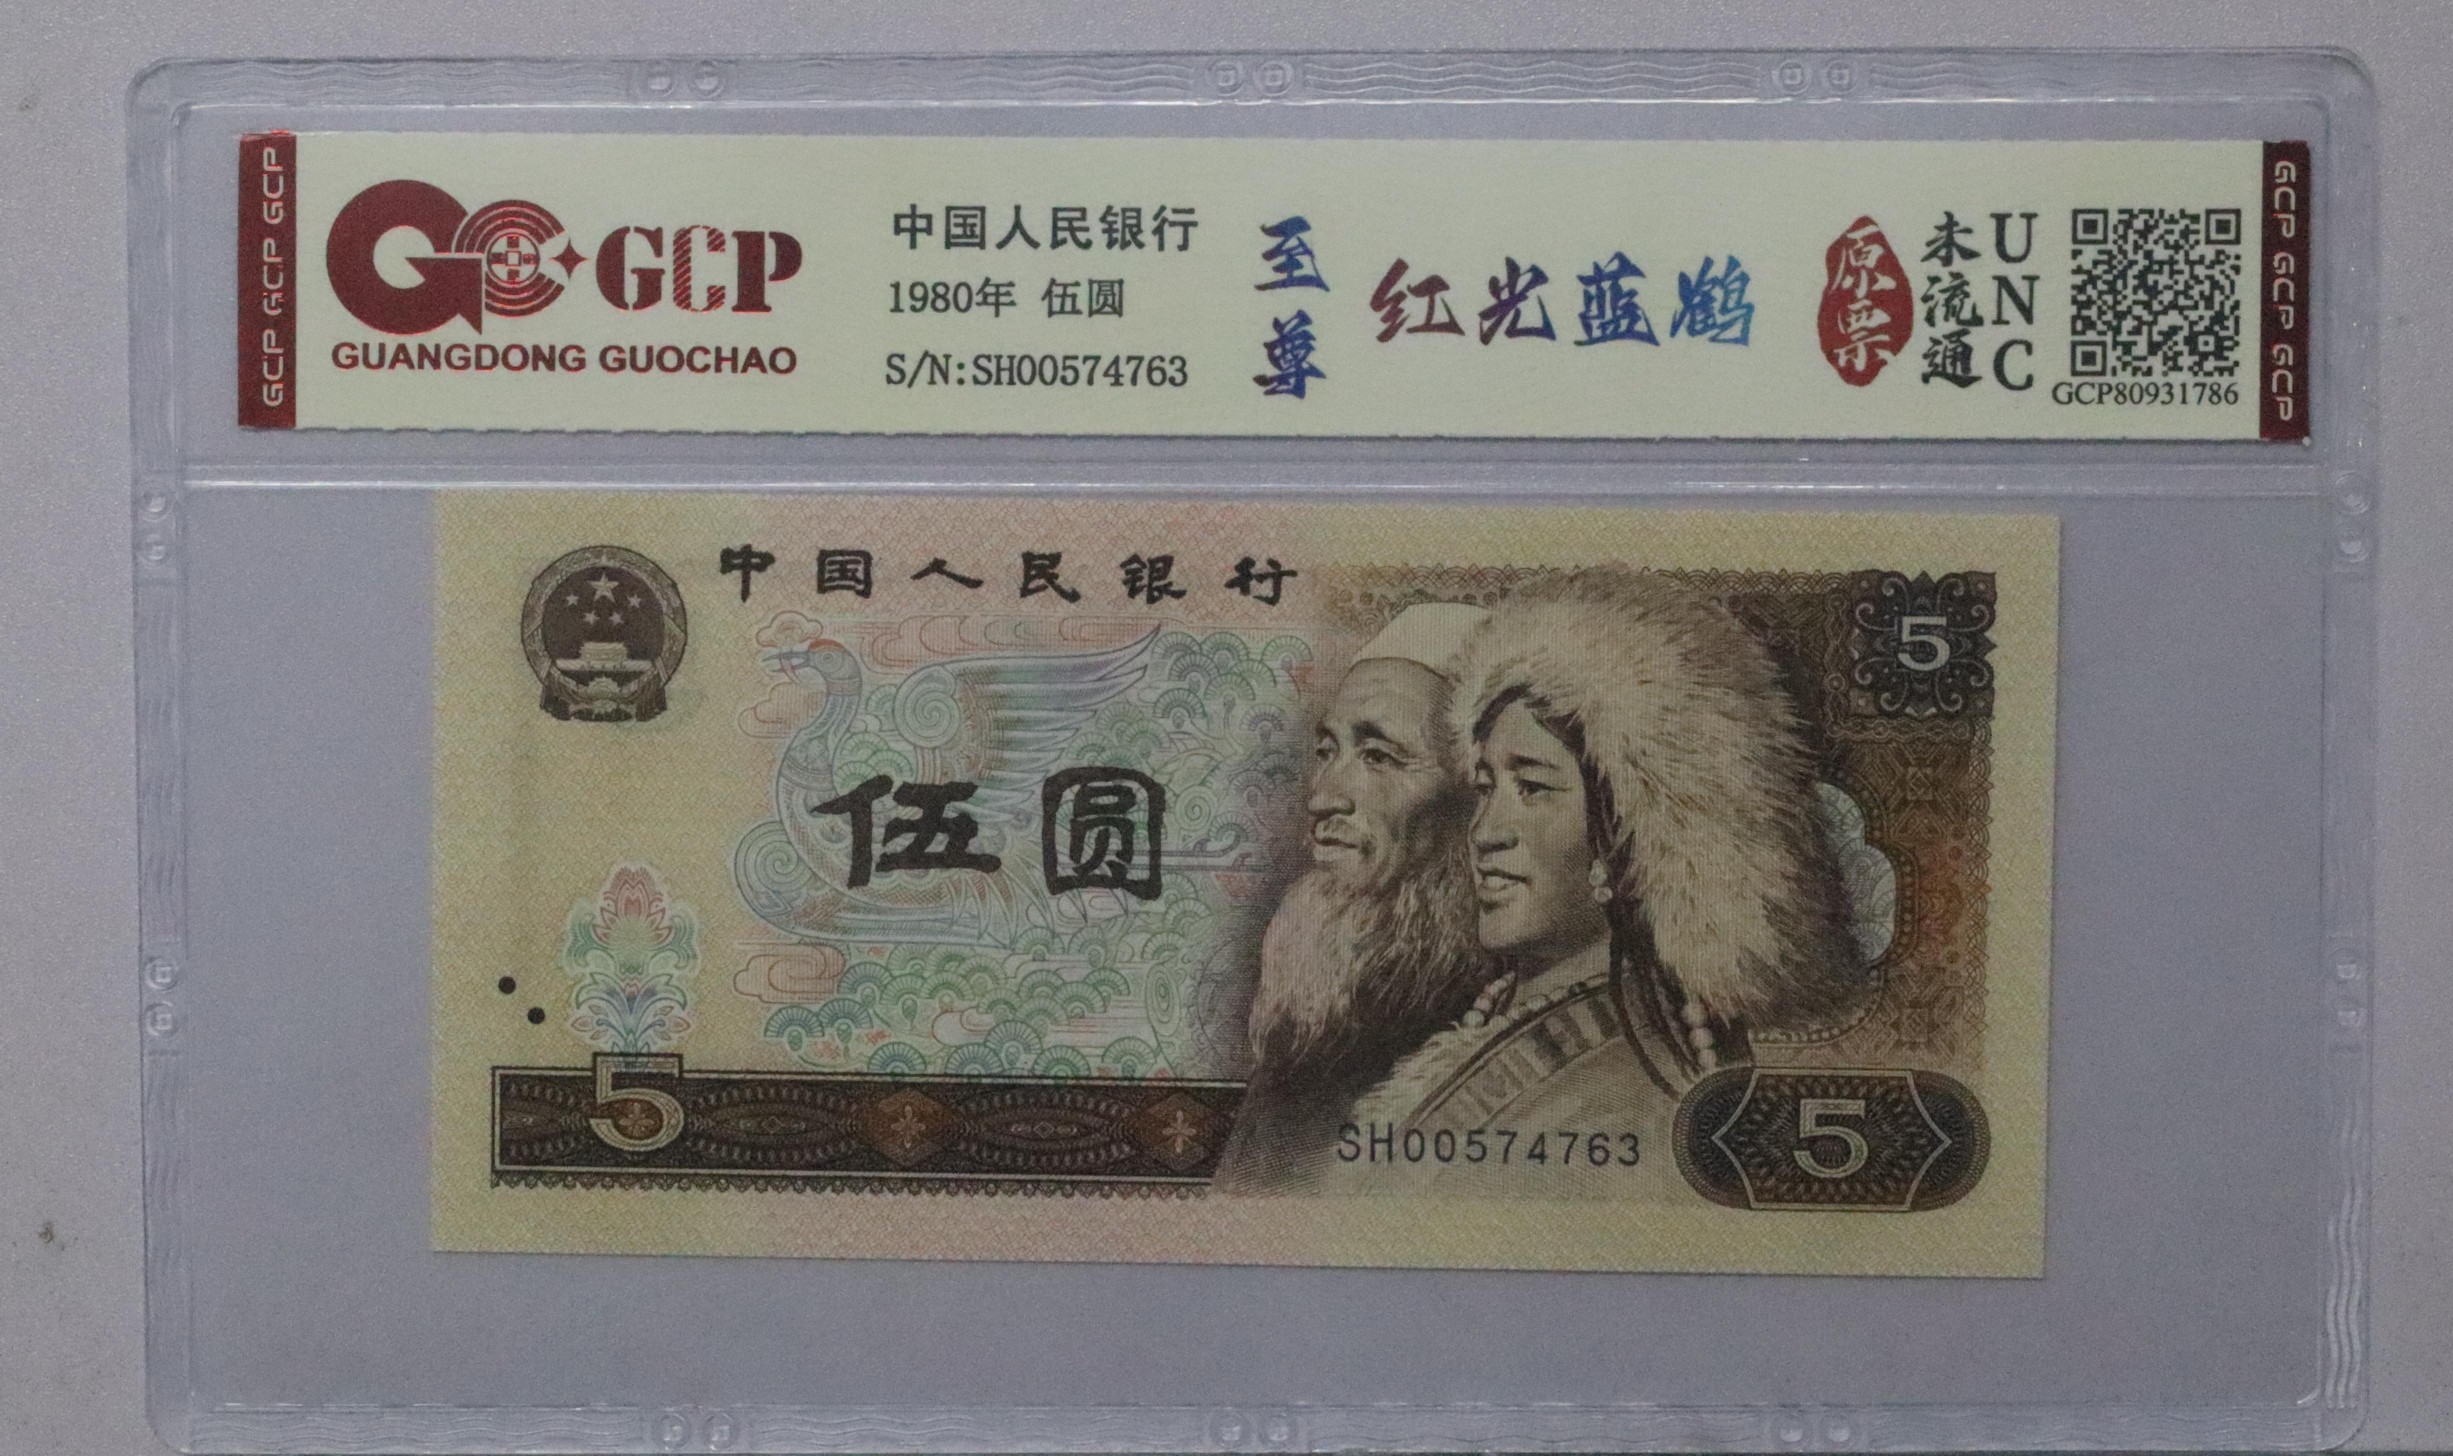 GCP GCP GCP
GCP
GUANGDONG GUOCHAO
中国人民银行
1980年 伍圆
S/N:SH00574763
至尊
红光蓝鹤
原票
未流通
UNC
GCP80931786
GCP GCP GCP
中国人民银行
5
伍圆
5
SH00574763
5